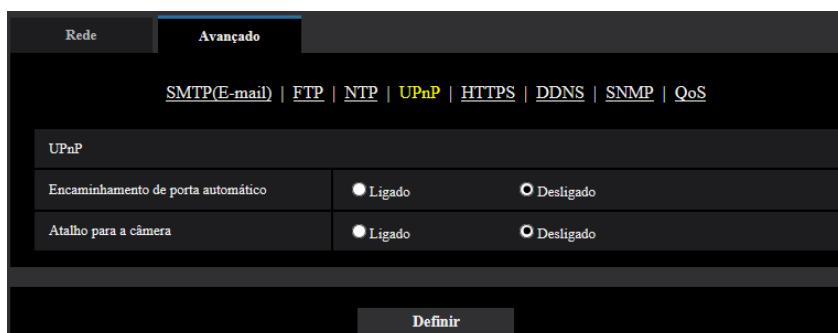 Rede Avançado
SMTP(E-mail) | FTP | NTP | UPnP | HTTPS | DDNS | SNMP | QoS
UPnP
Encaminhamento de porta automático Ligado Desligado
Atalho para a câmera Ligado Desligado
Definir